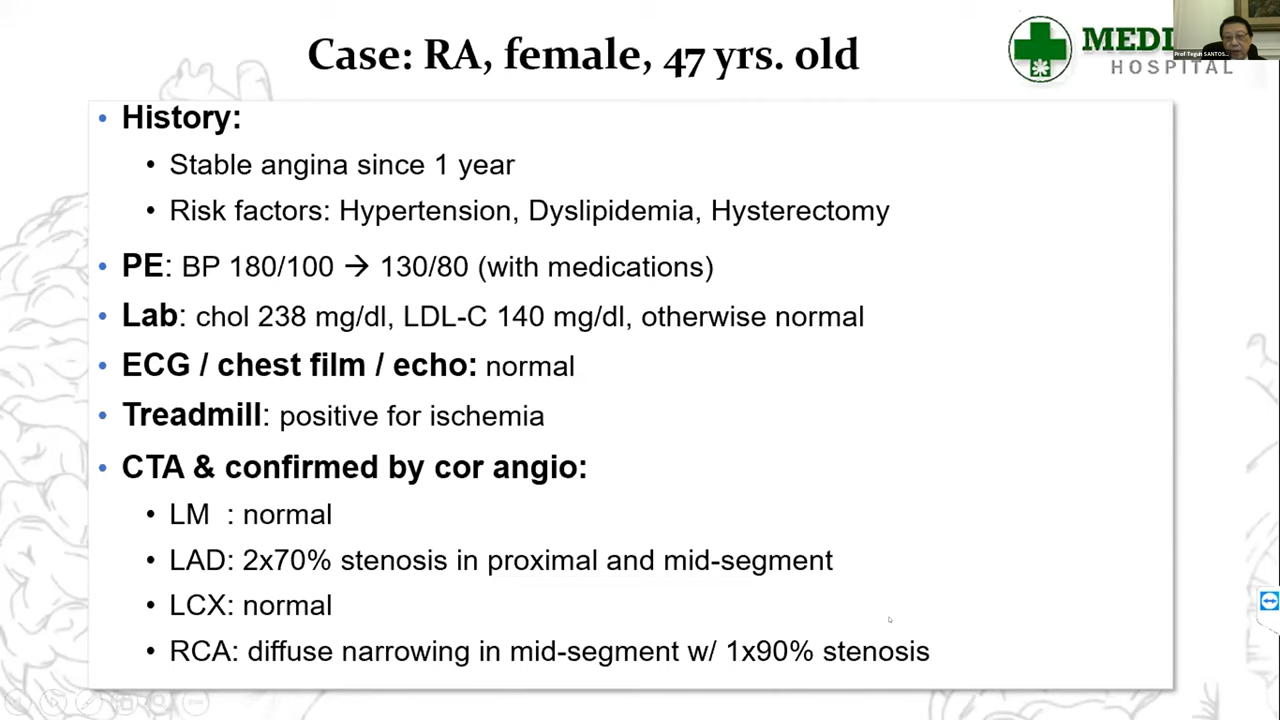 Case: RA, female, 47 yrs. old
MEDI
HOSPITAL
Prof Teguh SANTOS...
• History:
• Stable angina since 1 year
• Risk factors: Hypertension, Dyslipidemia, Hysterectomy
• PE: BP 180/100 → 130/80 (with medications)
• Lab: chol 238 mg/dl, LDL-C 140 mg/dl, otherwise normal
• ECG / chest film / echo: normal
• Treadmill: positive for ischemia
• CTA & confirmed by cor angio:
• LM : normal
• LAD: 2x70% stenosis in proximal and mid-segment
• LCX: normal
• RCA: diffuse narrowing in mid-segment w/ 1x90% stenosis